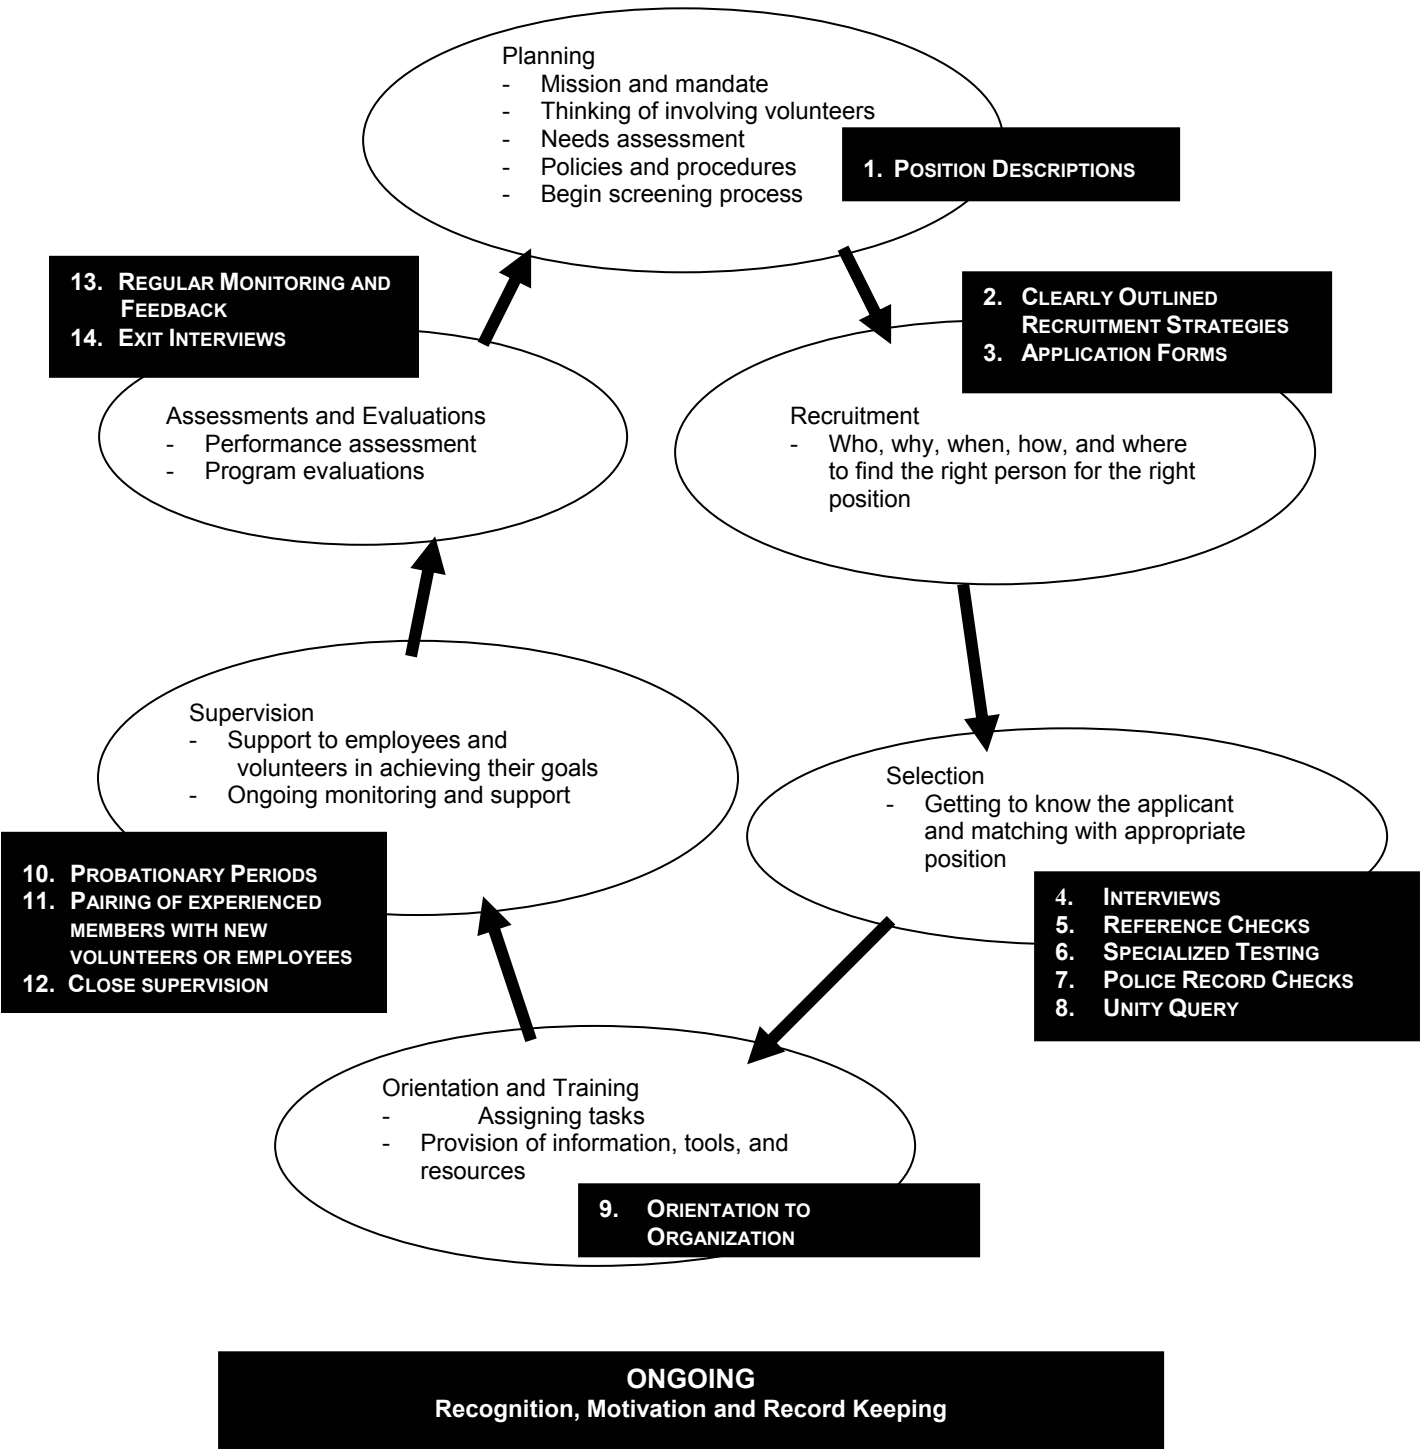 Planning
- Mission and mandate
- Thinking of involving volunteers
- Needs assessment
- Policies and procedures
- Begin screening process
1. POSITION DESCRIPTIONS
2. CLEARLY OUTLINED
RECRUITMENT STRATEGIES
3. APPLICATION FORMS
Recruitment
- Who, why, when, how, and where
to find the right person for the right
position
Selection
- Getting to know the applicant
and matching with appropriate
position
4. INTERVIEWS
5. REFERENCE CHECKS
6. SPECIALIZED TESTING
7. POLICE RECORD CHECKS
8. UNITY QUERY
Orientation and Training
- Assigning tasks
- Provision of information, tools, and
resources
9. ORIENTATION TO
ORGANIZATION
Supervision
- Support to employees and
volunteers in achieving their goals
- Ongoing monitoring and support
10. PROBATIONARY PERIODS
11. PAIRING OF EXPERIENCED
MEMBERS WITH NEW
VOLUNTEERS OR EMPLOYEES
12. CLOSE SUPERVISION
13. REGULAR MONITORING AND
FEEDBACK
14. EXIT INTERVIEWS
Assessments and Evaluations
- Performance assessment
- Program evaluations
ONGOING
Recognition, Motivation and Record Keeping